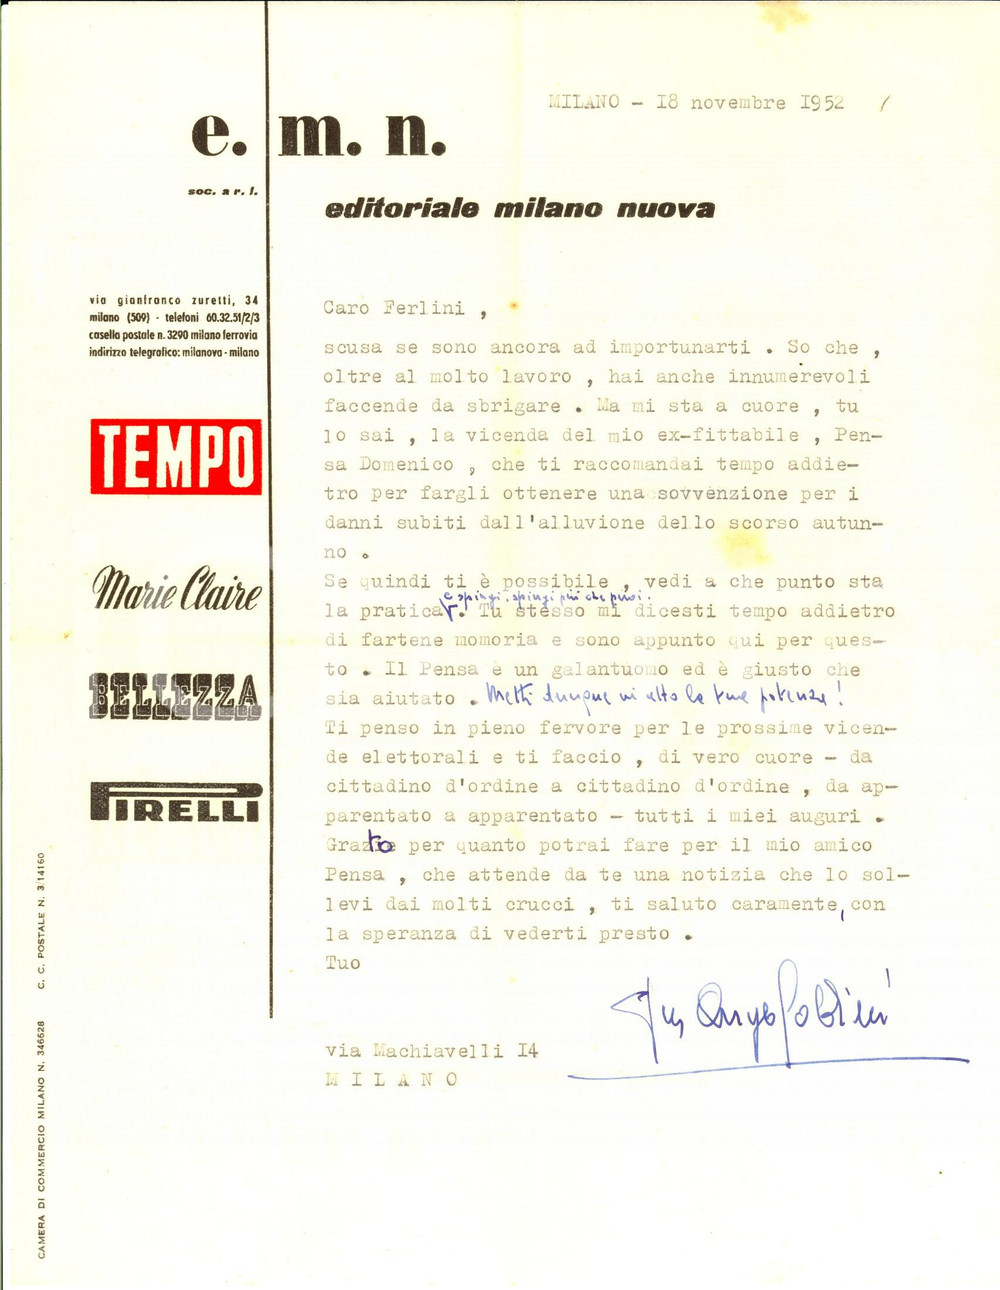 MILANO - 18 novembre 1952 /
e. m. n.
soc. a r. l.
editoriale milano nuova
via gianfranco zuretti, 34
milano (509) - telefoni 60.32.51/2/3
casella postale n. 3290 milano ferrovia
indirizzo telegrafico: milanova - milano
TEMPO
Marie Claire
BELLEZZA
PIRELLI
CAMERA DI COMMERCIO MILANO N. 346628 C. C. POSTALE N. 3/14160
Caro Ferlini ,
scusa se sono ancora ad importunarti . So che ,
oltre al molto lavoro , hai anche innumerevoli
faccende da sbrigare . Ma mi sta a cuore , tu
lo sai , la vicenda del mio ex-fittabile , Pen-
sa Domenico , che ti raccomandai tempo addie-
tro per fargli ottenere una sovvenzione per i
danni subiti dall'alluvione dello scorso autun-
no .
Se quindi ti è possibile , vedi a che punto sta
e spingi, spingi più che puoi.
la pratica . Tu stesso mi dicesti tempo addietro
di fartene momoria e sono appunto qui per ques-
to . Il Pensa è un galantuomo ed è giusto che
sia aiutato . Metti dunque in atto la tua potenza !
Ti penso in pieno fervore per le prossime vicen-
de elettorali e ti faccio , di vero cuore - da
cittadino d'ordine a cittadino d'ordine , da ap-
parentato a apparentato - tutti i miei auguri .
Grato per quanto potrai fare per il mio amico
Pensa , che attende da te una notizia che lo sol-
levi dai molti crucci , ti saluto caramente, con
la speranza di vederti presto .
Tuo
via Machiavelli 14
M I L A N O